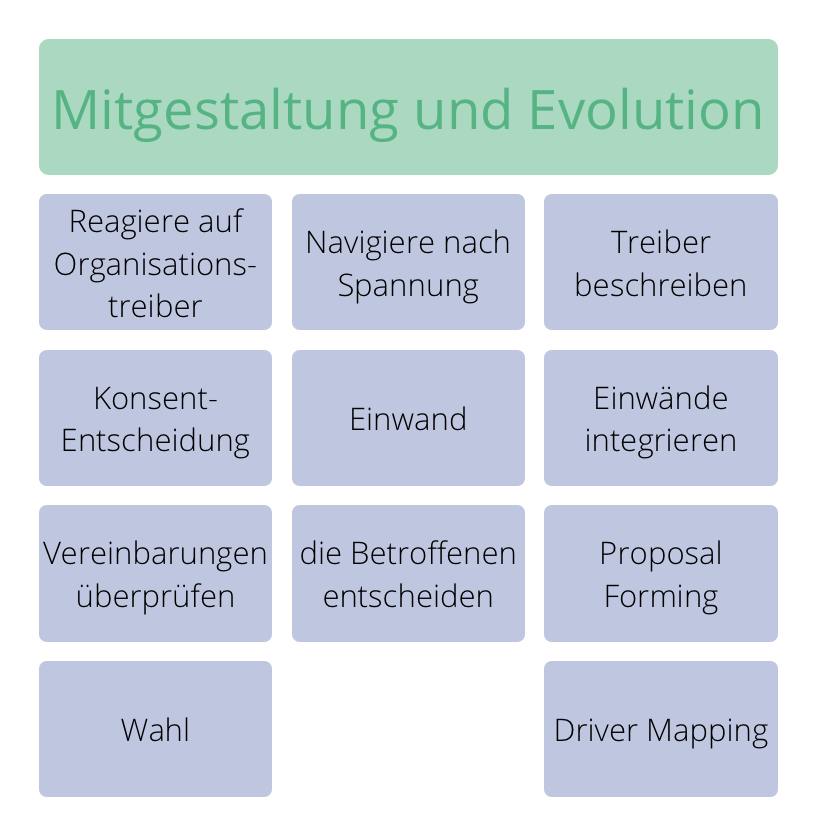 Mitgestaltung und Evolution
Reagiere auf
Organisations-
treiber
Navigiere nach
Spannung
Treiber
beschreiben
Konsent-
Entscheidung
Einwand
Einwände
integrieren
Vereinbarungen
überprüfen
die Betroffenen
entscheiden
Proposal
Forming
Wahl
Driver Mapping